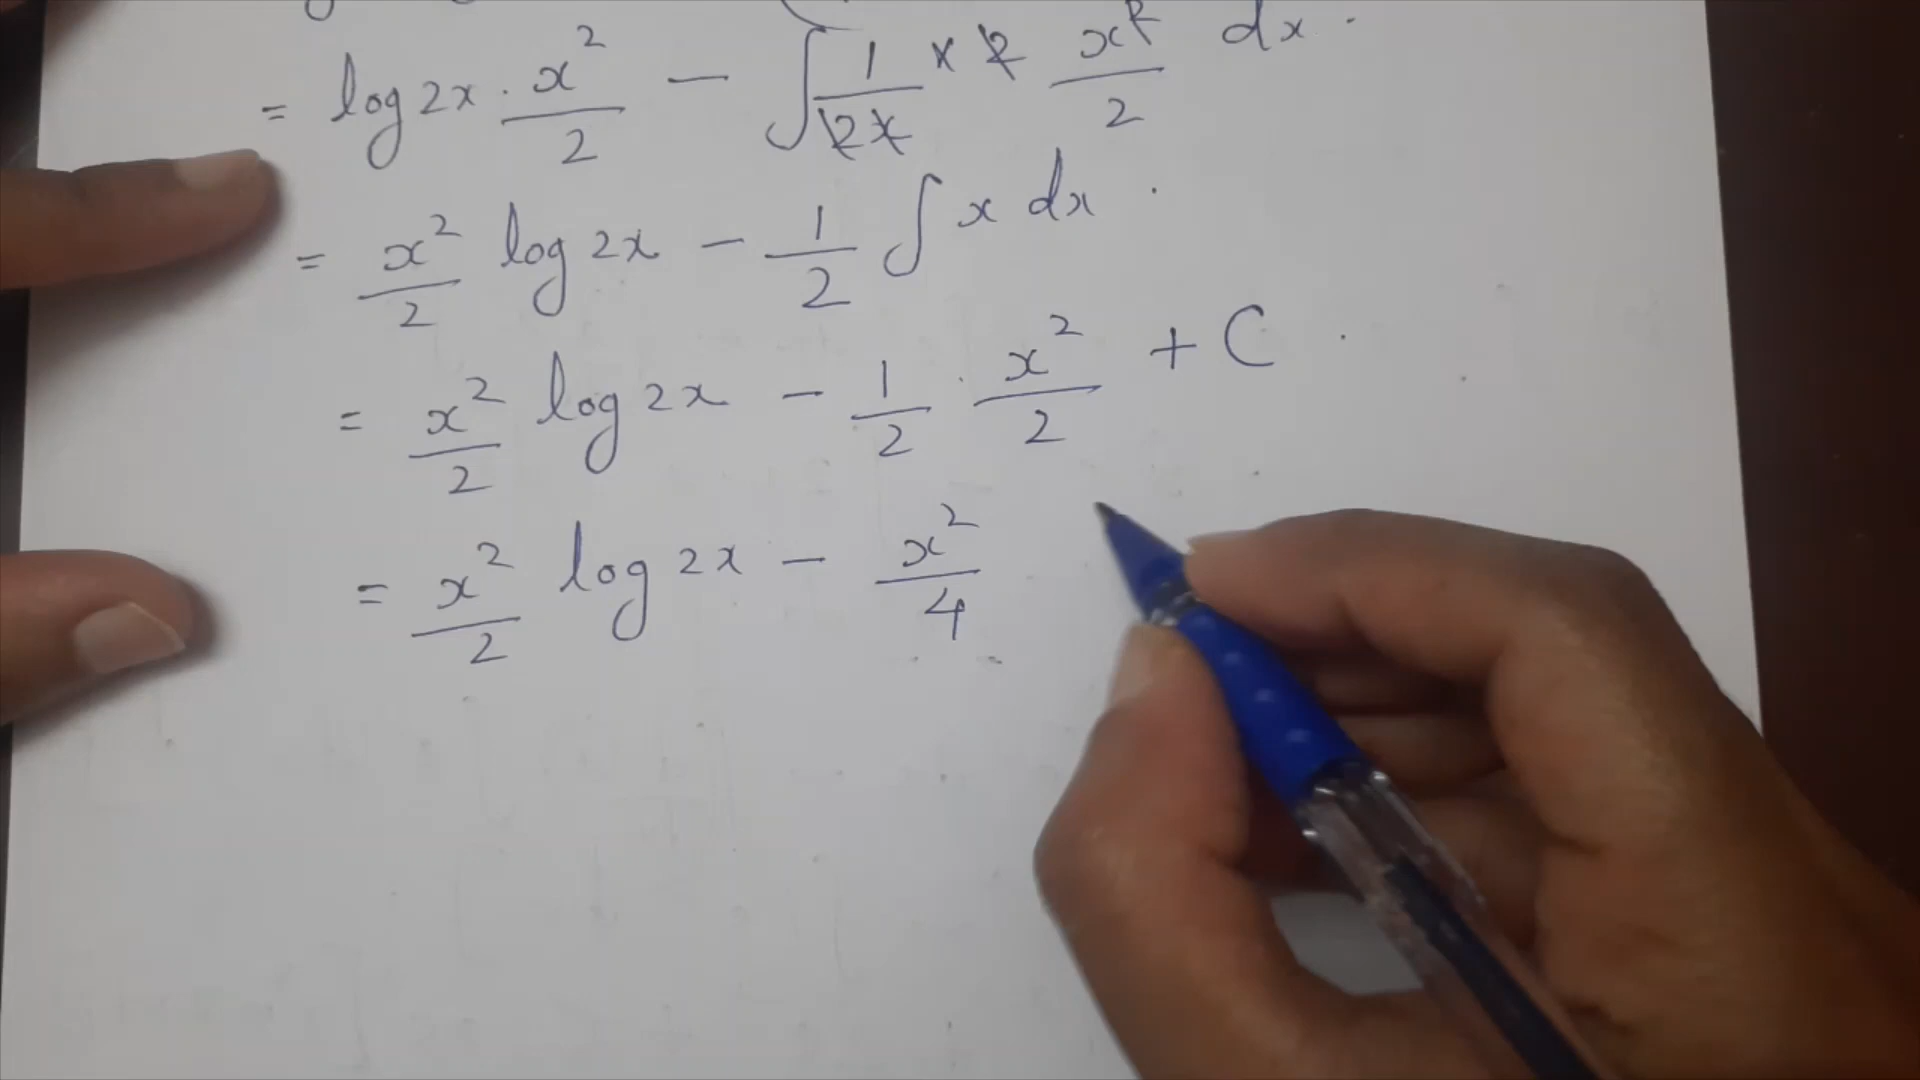 = log 2x · x²/2 − ∫ 1/2x × 2 x²/2 dx ·
= x²/2 log 2x − 1/2 ∫ x dx ·
= x²/2 log 2x − 1/2 · x²/2 + C ·
= x²/2 log 2x − x²/4